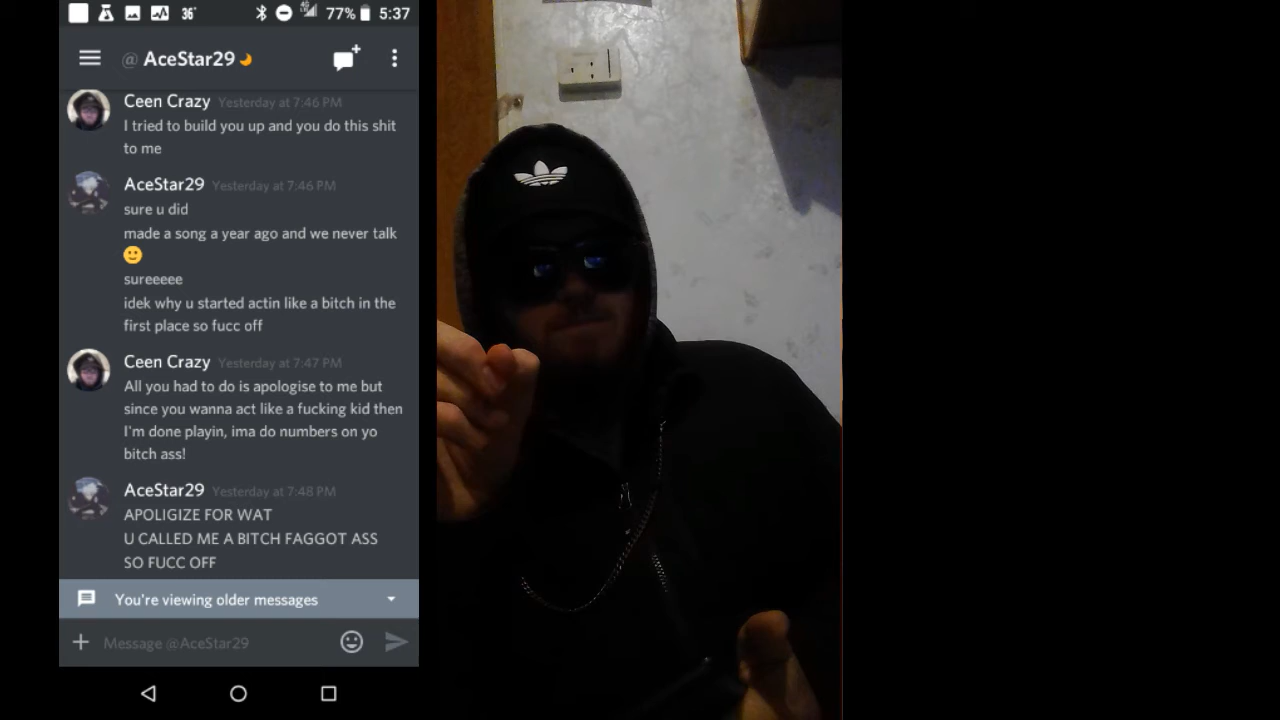 36°
4G
77%
5:37
@ AceStar29
Ceen Crazy Yesterday at 7:46 PM
I tried to build you up and you do this shit
to me
AceStar29 Yesterday at 7:46 PM
sure u did
made a song a year ago and we never talk
🙂
sureeeee
idek why u started actin like a bitch in the
first place so fucc off
Ceen Crazy Yesterday at 7:47 PM
All you had to do is apologise to me but
since you wanna act like a fucking kid then
I'm done playin, ima do numbers on yo
bitch ass!
AceStar29 Yesterday at 7:48 PM
APOLIGIZE FOR WAT
U CALLED ME A BITCH FAGGOT ASS
SO FUCC OFF
You're viewing older messages
Message @AceStar29